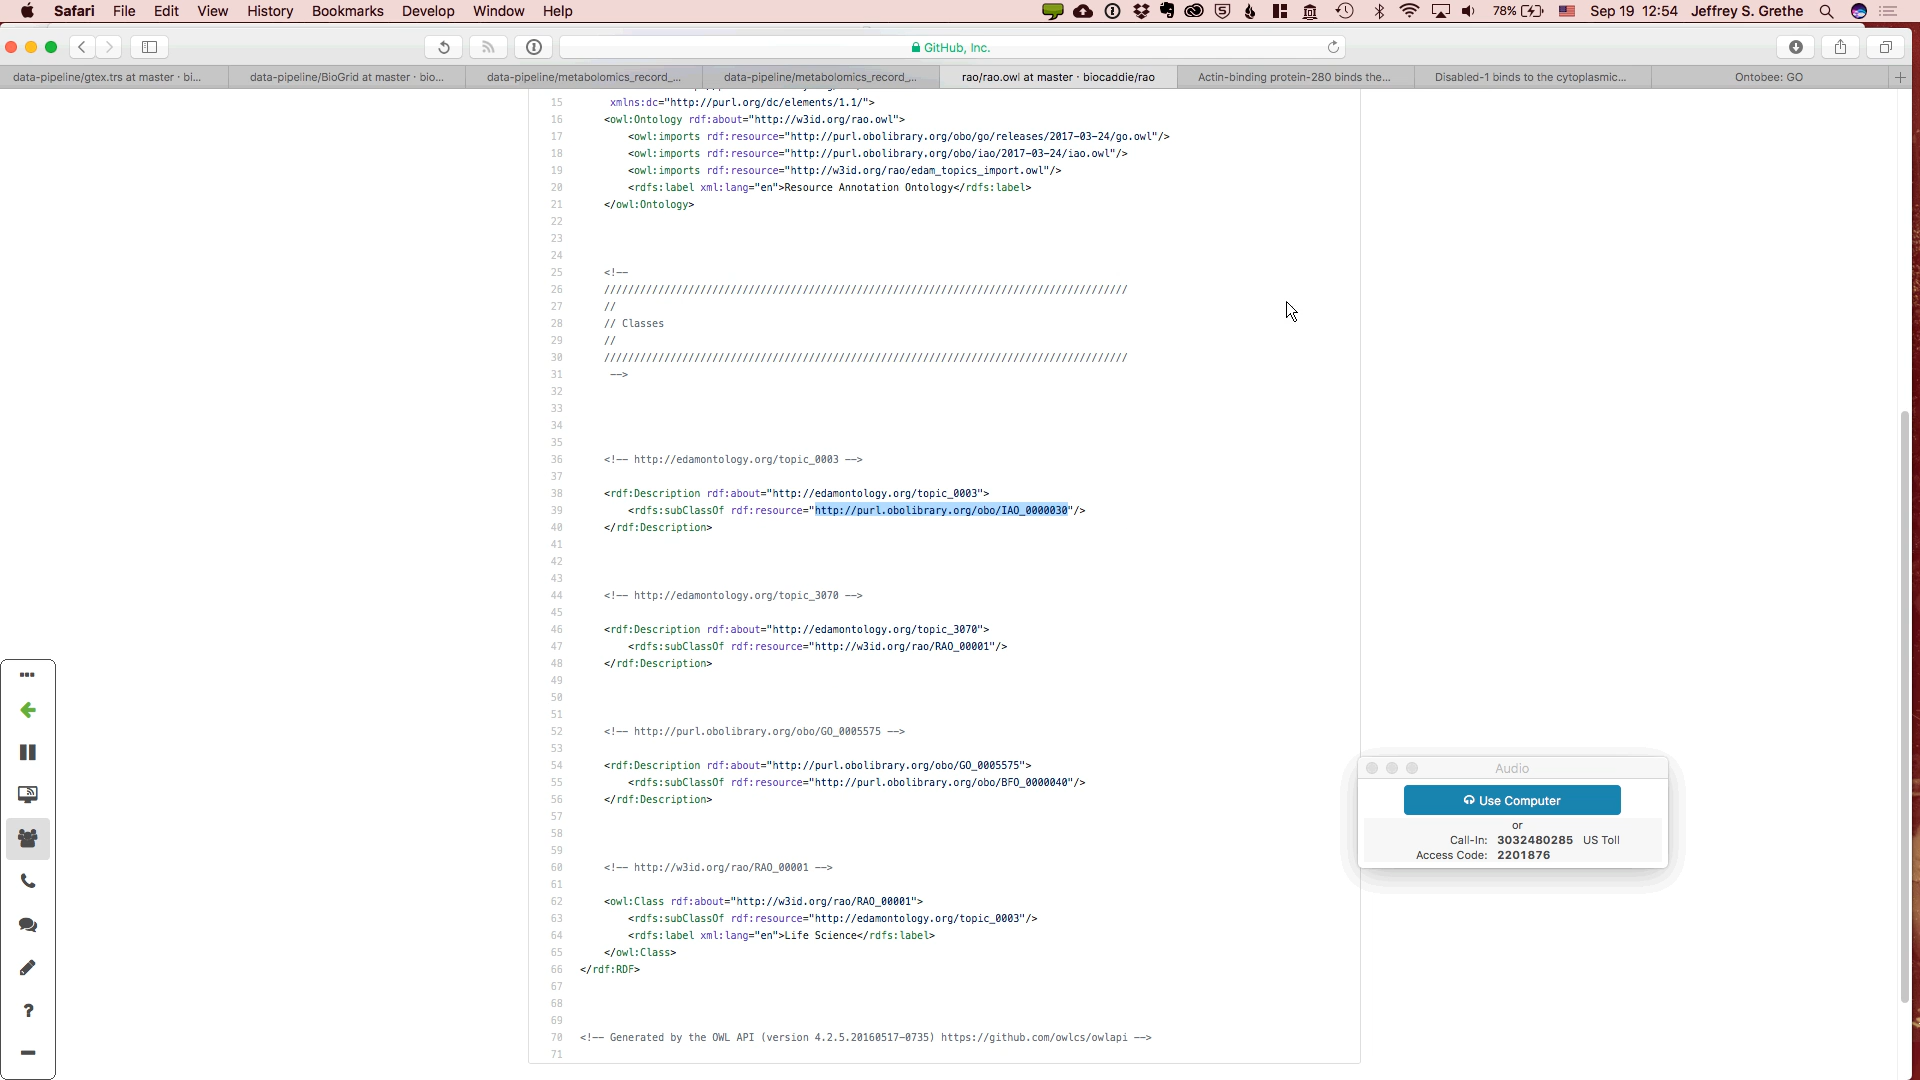 Safari File Edit View History Bookmarks Develop Window Help 78% Sep 19 12:54 Jeffrey S. Grethe
GitHub, Inc.
data-pipeline/gtex.trs at master · bi... data-pipeline/BioGrid at master · bio... data-pipeline/metabolomics_record_... data-pipeline/metabolomics_record_... rao/rao.owl at master · biocaddie/rao Actin-binding protein-280 binds the... Disabled-1 binds to the cytoplasmic... Ontobee: GO
15 xmlns:dc="http://purl.org/dc/elements/1.1/">
16 <owl:Ontology rdf:about="http://w3id.org/rao.owl">
17 <owl:imports rdf:resource="http://purl.obolibrary.org/obo/go/releases/2017-03-24/go.owl"/>
18 <owl:imports rdf:resource="http://purl.obolibrary.org/obo/iao/2017-03-24/iao.owl"/>
19 <owl:imports rdf:resource="http://w3id.org/rao/edam_topics_import.owl"/>
20 <rdfs:label xml:lang="en">Resource Annotation Ontology</rdfs:label>
21 </owl:Ontology>
22
23
24
25 <!--
26 ///////////////////////////////////////////////////////////////////////////////////////
27 //
28 // Classes
29 //
30 ///////////////////////////////////////////////////////////////////////////////////////
31 -->
32
33
34
35
36 <!-- http://edamontology.org/topic_0003 -->
37
38 <rdf:Description rdf:about="http://edamontology.org/topic_0003">
39 <rdfs:subClassOf rdf:resource="http://purl.obolibrary.org/obo/IAO_0000030"/>
40 </rdf:Description>
41
42
43
44 <!-- http://edamontology.org/topic_3070 -->
45
46 <rdf:Description rdf:about="http://edamontology.org/topic_3070">
47 <rdfs:subClassOf rdf:resource="http://w3id.org/rao/RAO_00001"/>
48 </rdf:Description>
49
50
51
52 <!-- http://purl.obolibrary.org/obo/GO_0005575 -->
53
54 <rdf:Description rdf:about="http://purl.obolibrary.org/obo/GO_0005575">
55 <rdfs:subClassOf rdf:resource="http://purl.obolibrary.org/obo/BFO_0000040"/>
56 </rdf:Description>
57
58
59
60 <!-- http://w3id.org/rao/RAO_00001 -->
61
62 <owl:Class rdf:about="http://w3id.org/rao/RAO_00001">
63 <rdfs:subClassOf rdf:resource="http://edamontology.org/topic_0003"/>
64 <rdfs:label xml:lang="en">Life Science</rdfs:label>
65 </owl:Class>
66 </rdf:RDF>
67
68
69
70 <!-- Generated by the OWL API (version 4.2.5.20160517-0735) https://github.com/owlcs/owlapi -->
71
Audio
Use Computer
or
Call-In: 3032480285 US Toll
Access Code: 2201876